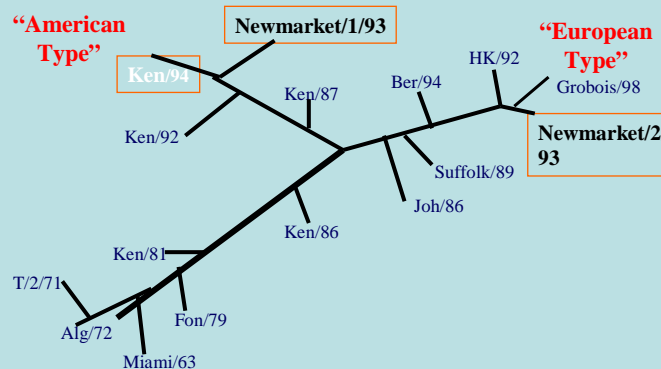 “American
Type”
Newmarket/1/93
“European
Type”
Ken/94
HK/92
Ken/87
Ber/94
Grobois/98
Ken/92
Newmarket/2
93
Suffolk/89
Joh/86
Ken/86
Ken/81
T/2/71
Fon/79
Alg/72
Miami/63